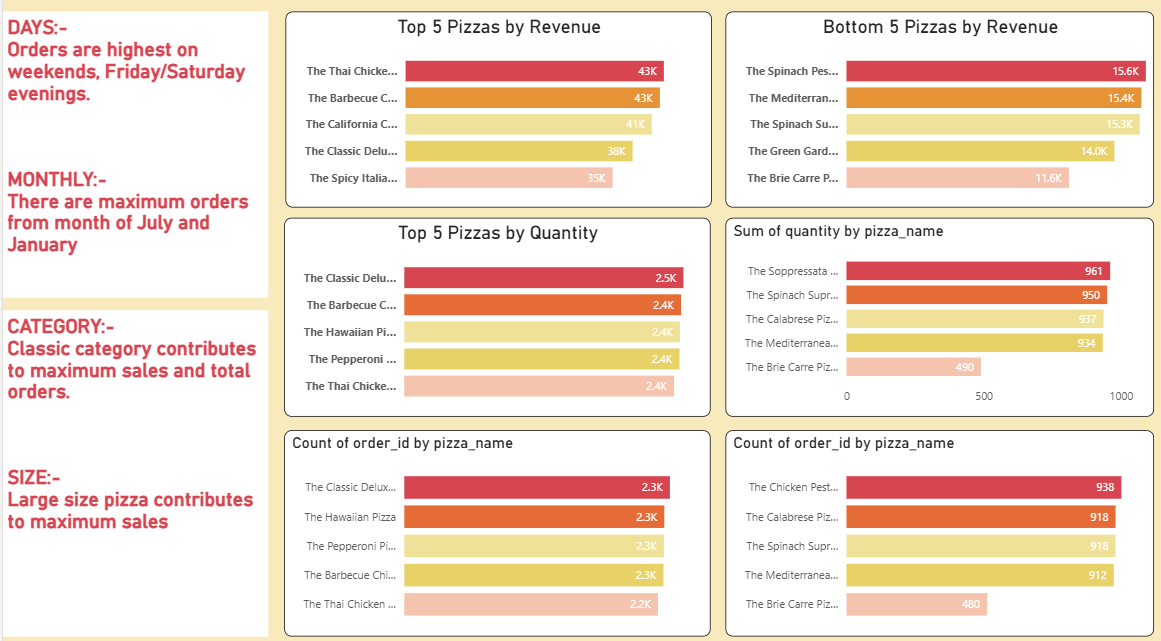 DAYS:-
Orders are highest on
weekends, Friday/Saturday
evenings.
MONTHLY:-
There are maximum orders
from month of July and
January
CATEGORY:-
Classic category contributes
to maximum sales and total
orders.
SIZE:-
Large size pizza contributes
to maximum sales
Top 5 Pizzas by Revenue
The Thai Chicke... 43K
The Barbecue C... 43K
The California C... 41K
The Classic Delu... 38K
The Spicy Italia... 35K
Bottom 5 Pizzas by Revenue
The Spinach Pes... 15.6K
The Mediterran... 15.4K
The Spinach Su... 15.3K
The Green Gard... 14.0K
The Brie Carre P... 11.6K
Top 5 Pizzas by Quantity
The Classic Delu... 2.5K
The Barbecue C... 2.4K
The Hawaiian Pi... 2.4K
The Pepperoni ... 2.4K
The Thai Chicke... 2.4K
Sum of quantity by pizza_name
The Soppressata ... 961
The Spinach Supr... 950
The Calabrese Piz... 937
The Mediterranea... 934
The Brie Carre Piz... 490
0 500 1000
Count of order_id by pizza_name
The Classic Delux... 2.3K
The Hawaiian Pizza 2.3K
The Pepperoni Pi... 2.3K
The Barbecue Chi... 2.3K
The Thai Chicken ... 2.2K
Count of order_id by pizza_name
The Chicken Pest... 938
The Calabrese Piz... 918
The Spinach Supr... 918
The Mediterranea... 912
The Brie Carre Piz... 480